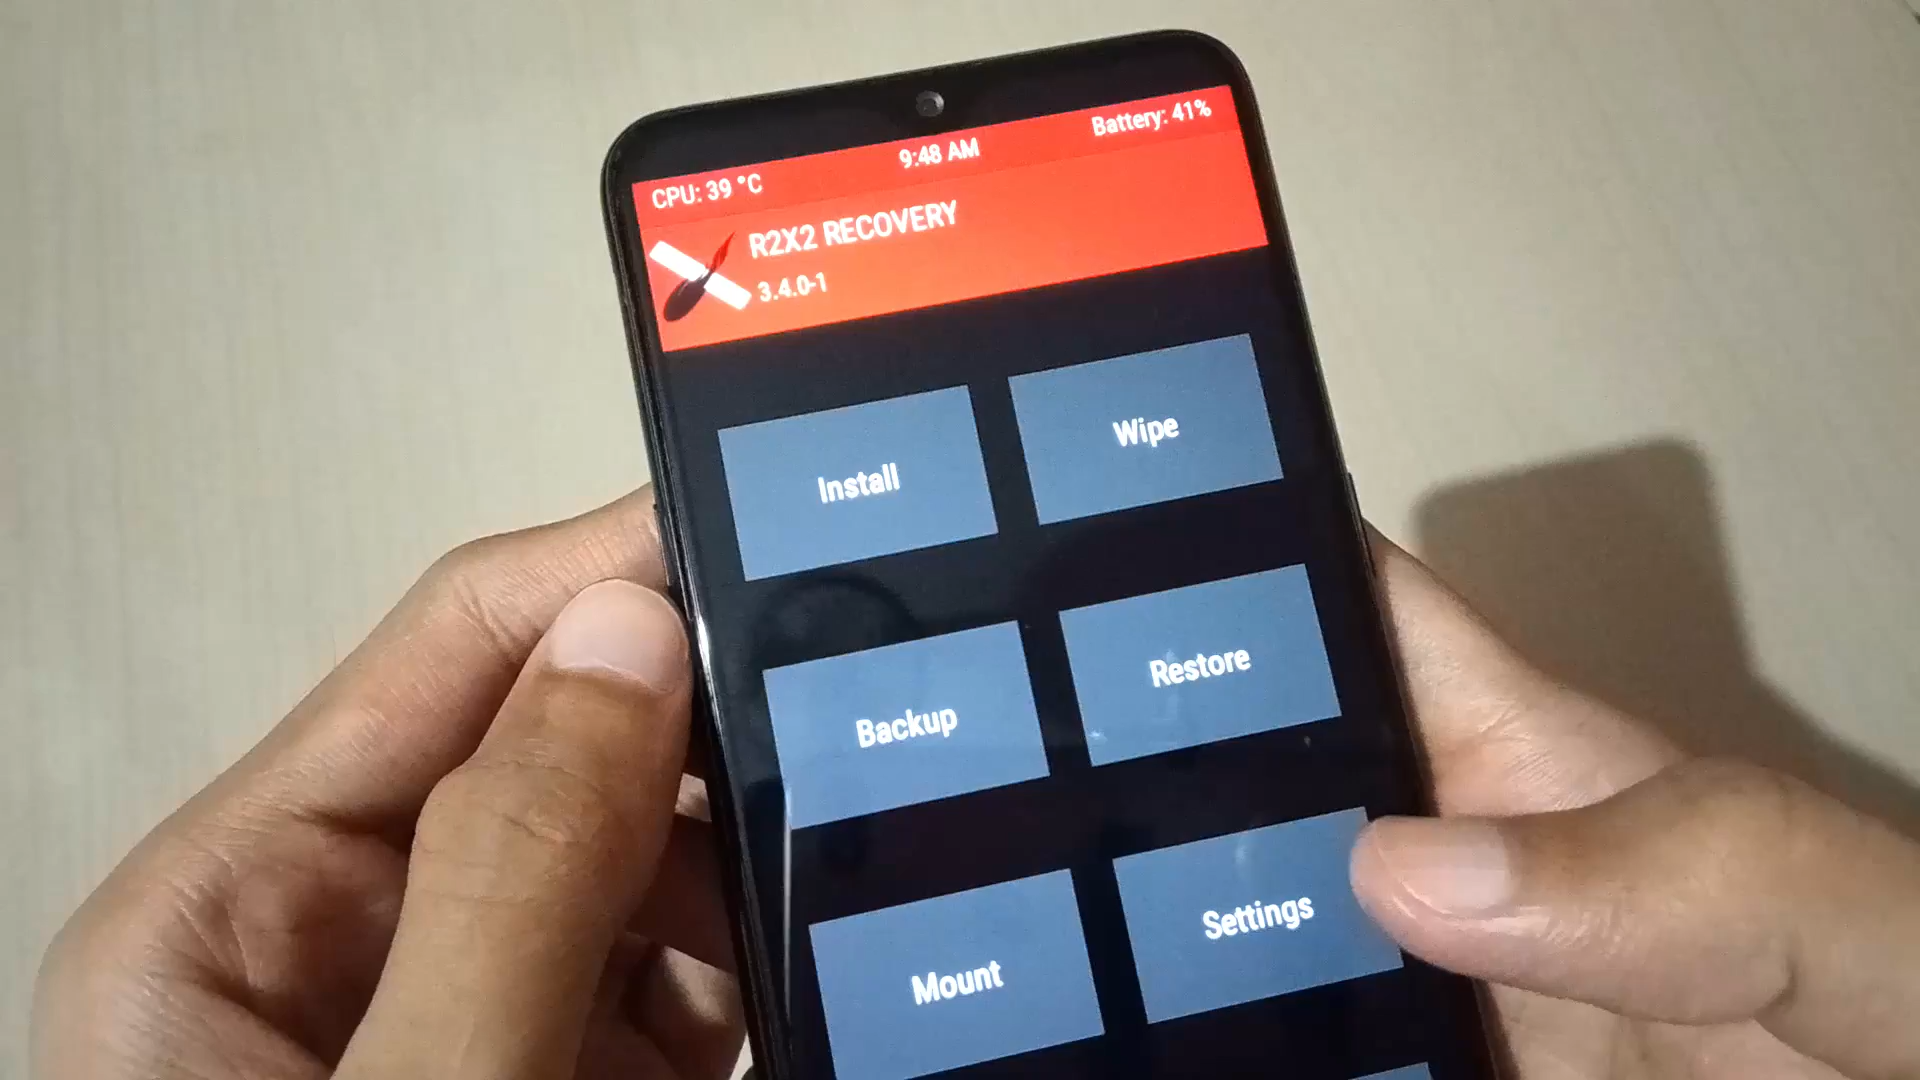 CPU: 39 °C
9:48 AM
Battery: 41%
R2X2 RECOVERY
3.4.0-1
Install
Wipe
Backup
Restore
Mount
Settings